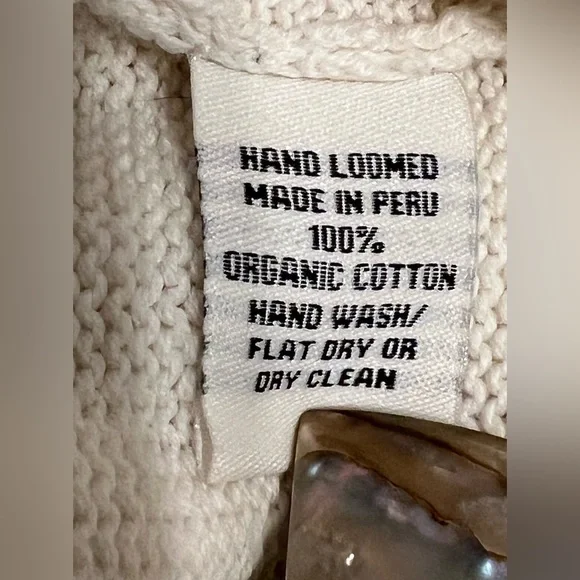 HAND LOOMED
MADE IN PERU
100%
ORGANIC COTTON
HAND WASH/
FLAT DRY OR
DRY CLEAN